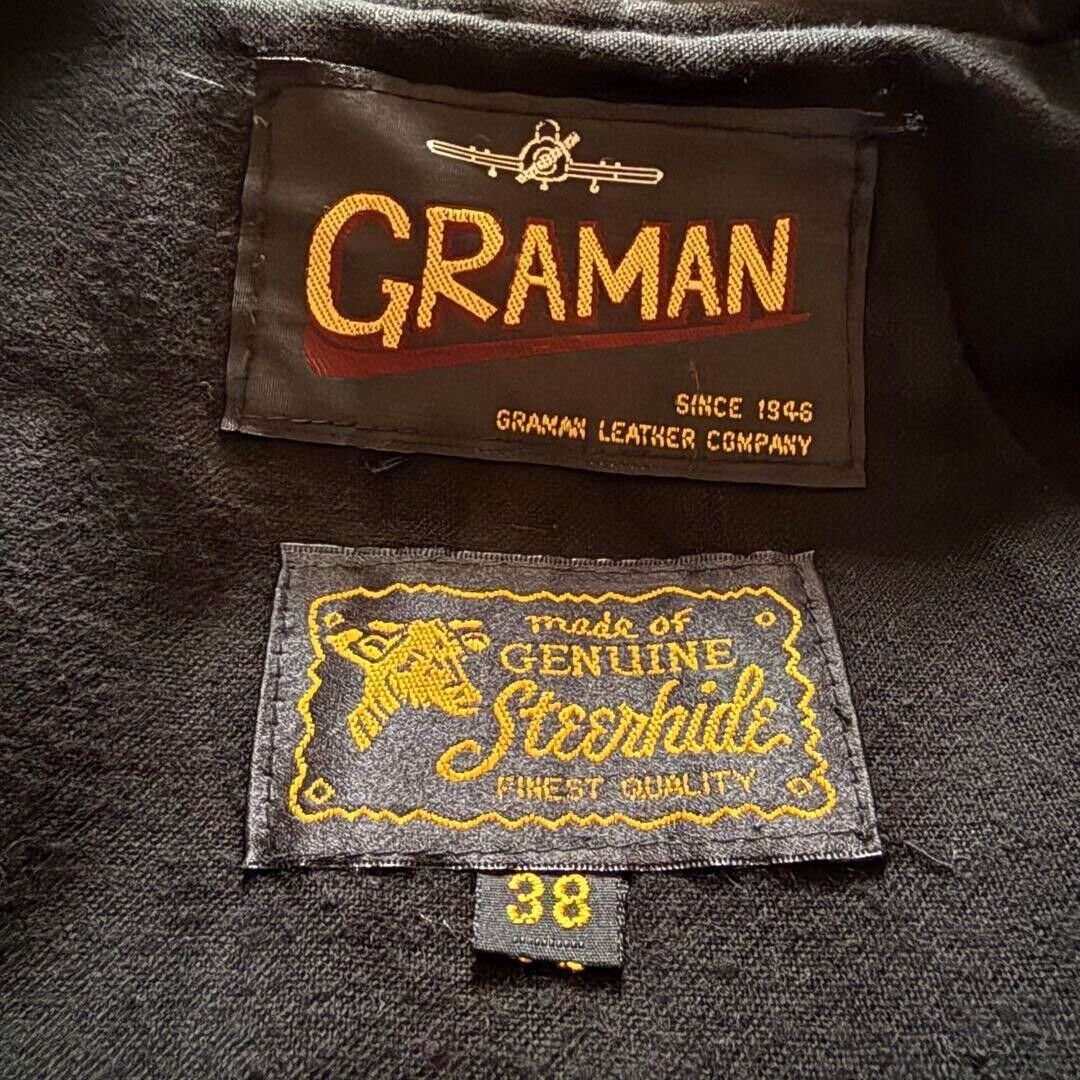 GRAMAN
SINCE 1946
GRAMAN LEATHER COMPANY
made of
GENUINE
Steerhide
FINEST QUALITY
38